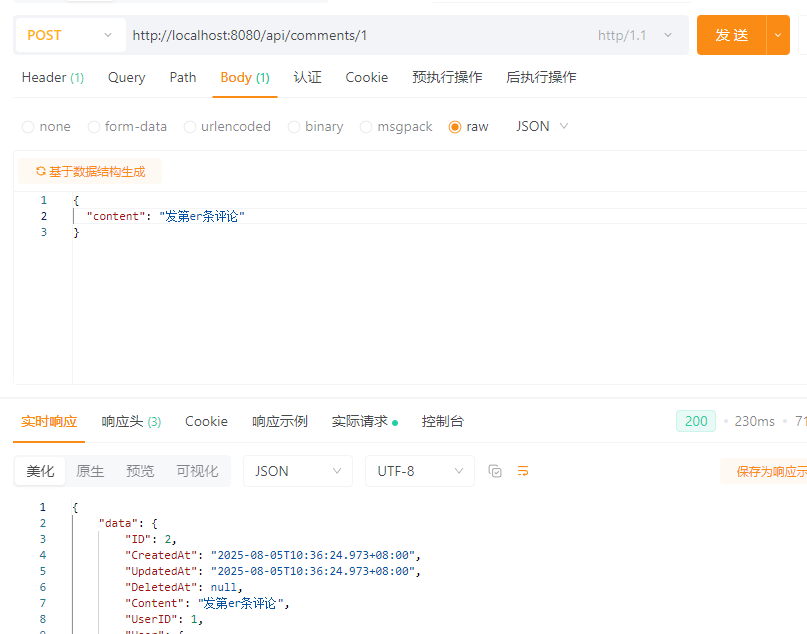 POST http://localhost:8080/api/comments/1 http/1.1 发 送
Header (1) Query Path Body (1) 认证 Cookie 预执行操作 后执行操作
none form-data urlencoded binary msgpack raw JSON
基于数据结构生成
1 {
2 "content": "发第er条评论"
3 }
实时响应 响应头 (3) Cookie 响应示例 实际请求 控制台 200 230ms 71
美化 原生 预览 可视化 JSON UTF-8 保存为响应示
1 {
2 "data": {
3 "ID": 2,
4 "CreatedAt": "2025-08-05T10:36:24.973+08:00",
5 "UpdatedAt": "2025-08-05T10:36:24.973+08:00",
6 "DeletedAt": null,
7 "Content": "发第er条评论",
8 "UserID": 1,